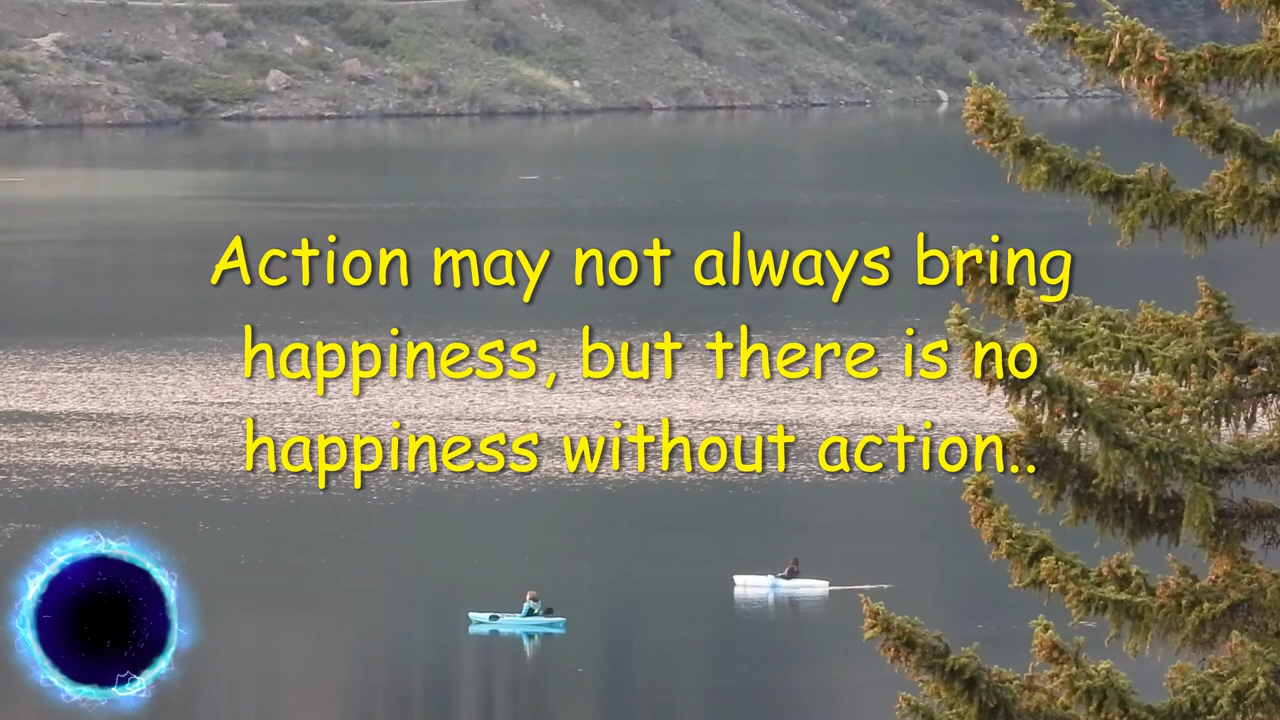 Action may not always bring
happiness, but there is no
happiness without action..